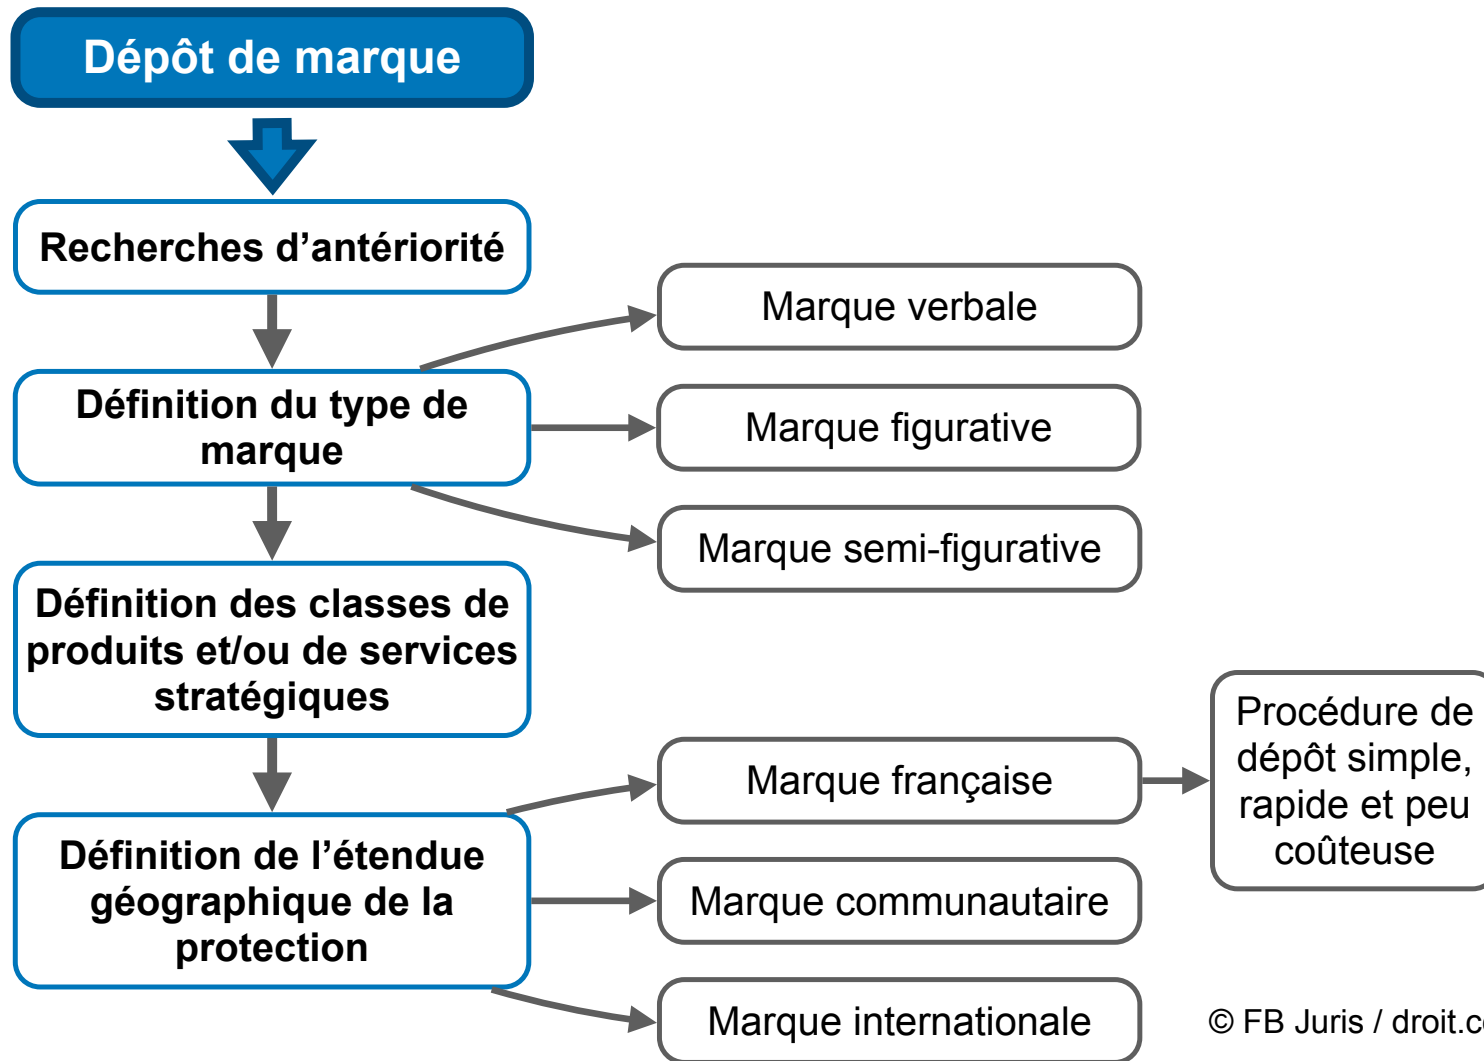 Dépôt de marque
Recherches d’antériorité
Définition du type de
marque
Marque verbale
Marque figurative
Marque semi-figurative
Définition des classes de
produits et/ou de services
stratégiques
Définition de l’étendue
géographique de la
protection
Marque française
Marque communautaire
Marque internationale
Procédure de
dépôt simple,
rapide et peu
coûteuse
© FB Juris /